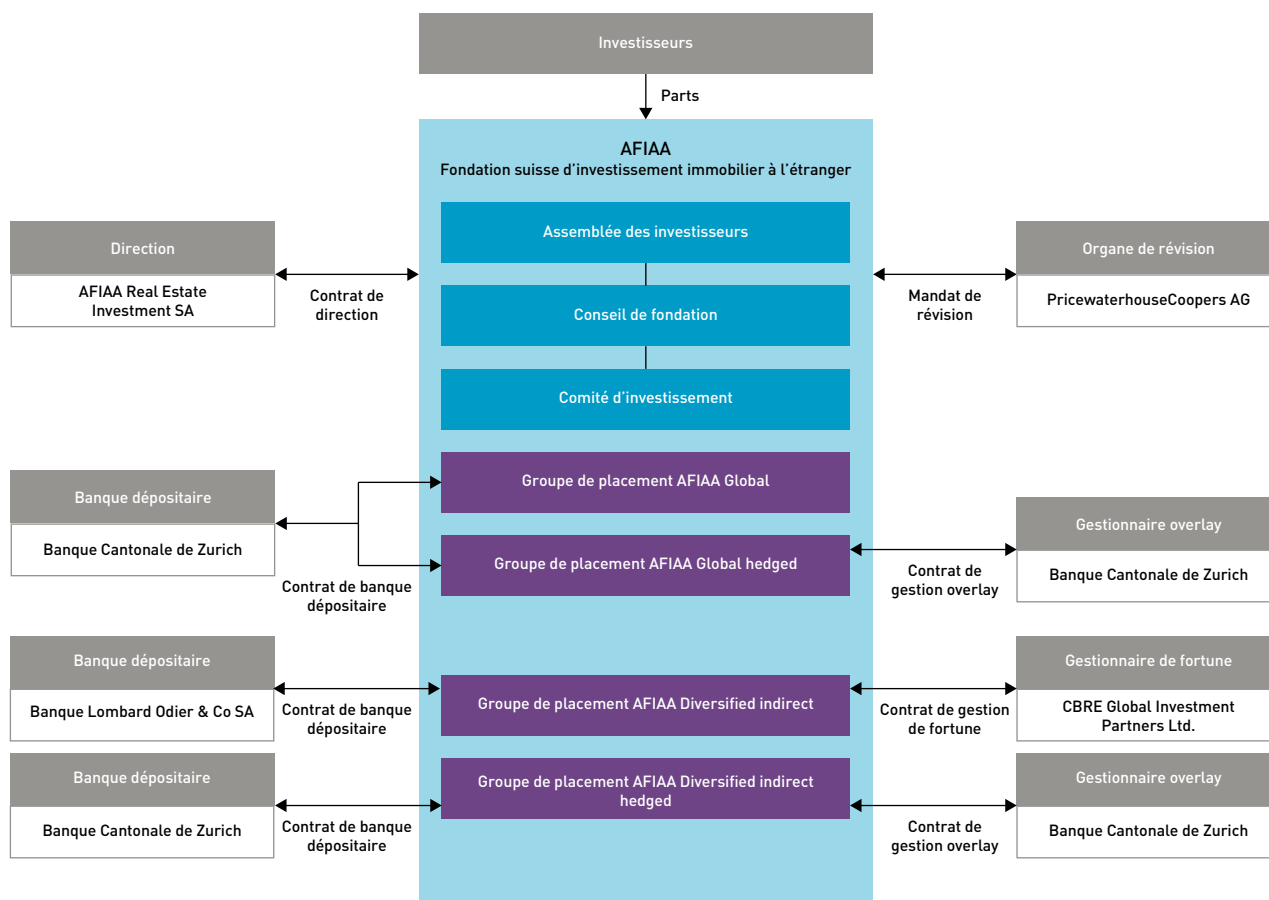 Investisseurs
Parts
AFIAA
Fondation suisse d’investissement immobilier à l’étranger
Assemblée des investisseurs
Direction
AFIAA Real Estate
Investment SA
Contrat de
direction
Organe de révision
PricewaterhouseCoopers AG
Mandat de
révision
Conseil de fondation
Comité d’investissement
Banque dépositaire
Banque Cantonale de Zurich
Contrat de banque
dépositaire
Groupe de placement AFIAA Global
Groupe de placement AFIAA Global hedged
Contrat de
gestion overlay
Gestionnaire overlay
Banque Cantonale de Zurich
Banque dépositaire
Banque Lombard Odier & Co SA
Contrat de banque
dépositaire
Groupe de placement AFIAA Diversified indirect
Contrat de gestion
de fortune
Gestionnaire de fortune
CBRE Global Investment
Partners Ltd.
Banque dépositaire
Banque Cantonale de Zurich
Contrat de banque
dépositaire
Groupe de placement AFIAA Diversified indirect
hedged
Contrat de
gestion overlay
Gestionnaire overlay
Banque Cantonale de Zurich